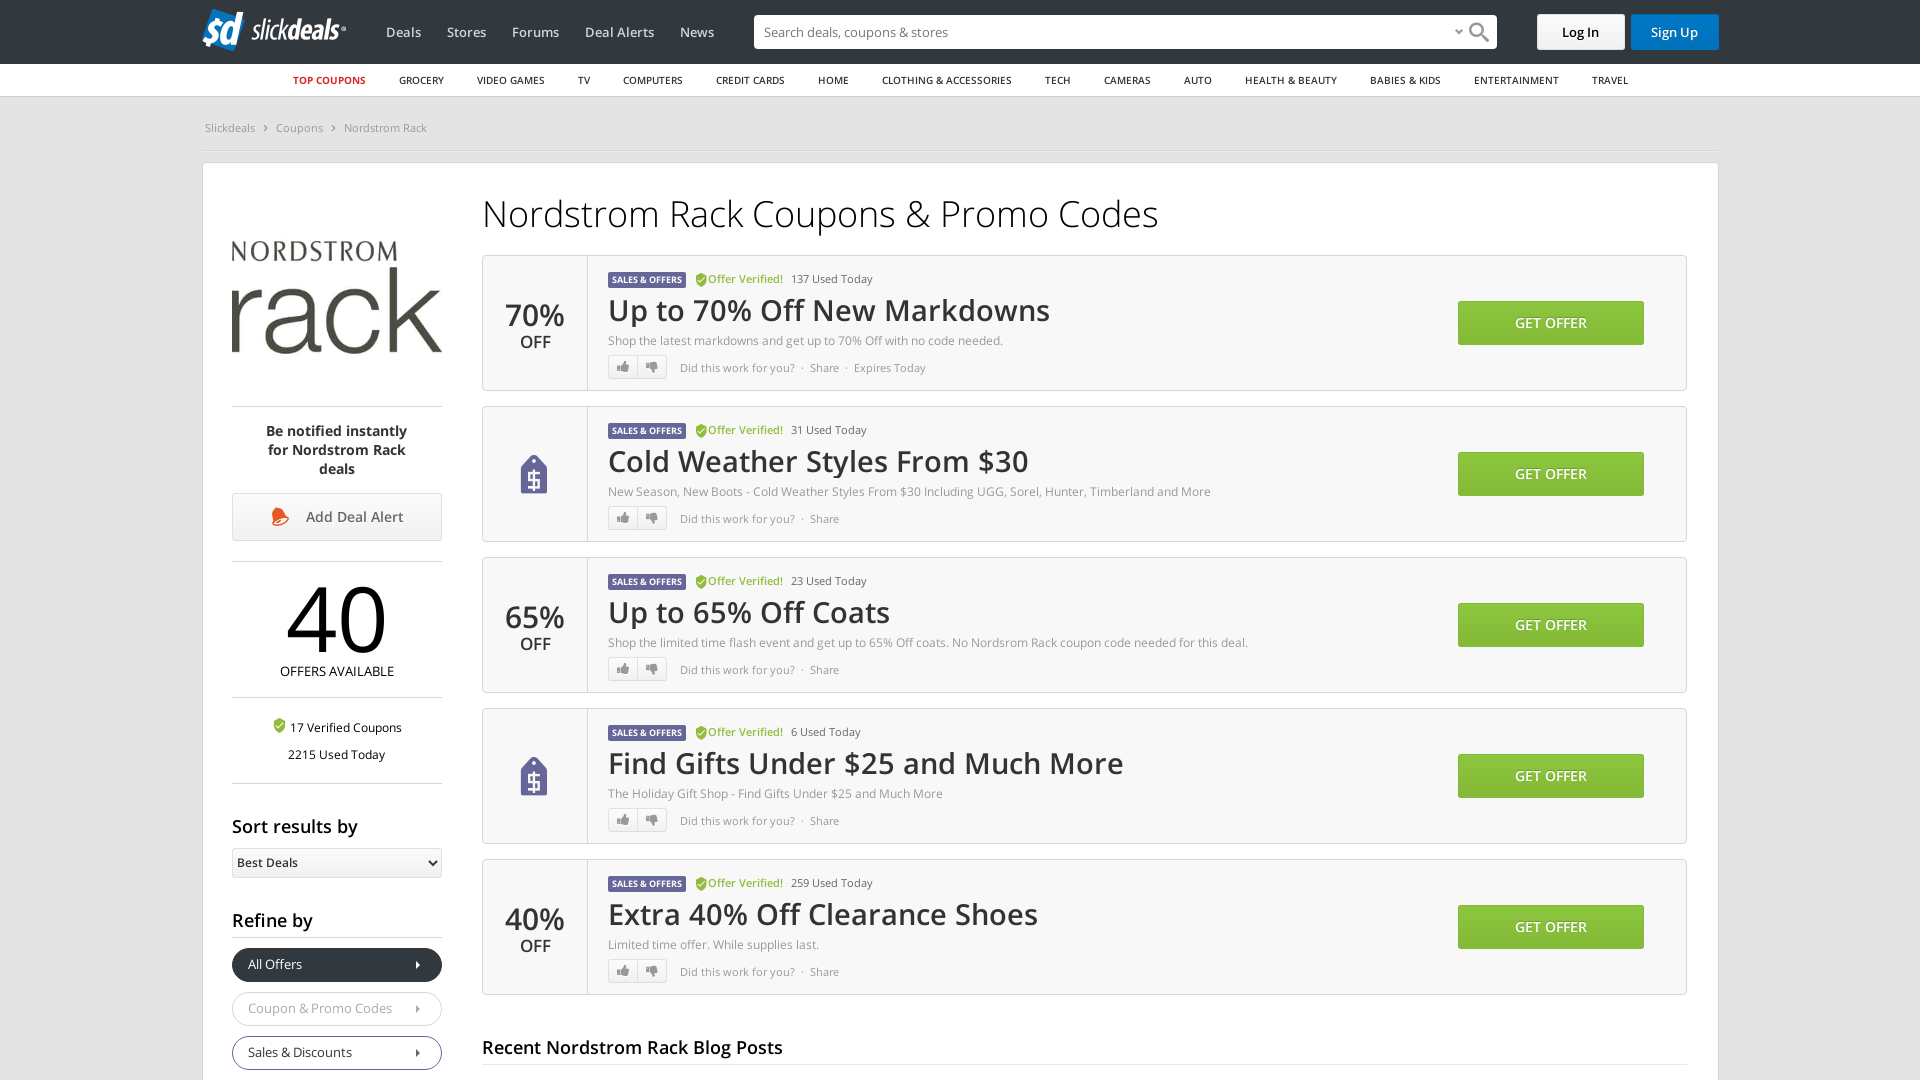 sd slickdeals
Deals
Stores
Forums
Deal Alerts
News
Search deals, coupons & stores
Log In
Sign Up
TOP COUPONS
GROCERY
VIDEO GAMES
TV
COMPUTERS
CREDIT CARDS
HOME
CLOTHING & ACCESSORIES
TECH
CAMERAS
AUTO
HEALTH & BEAUTY
BABIES & KIDS
ENTERTAINMENT
TRAVEL
Slickdeals > Coupons > Nordstrom Rack
NORDSTROM
rack
Be notified instantly
for Nordstrom Rack
deals
Add Deal Alert
40
OFFERS AVAILABLE
17 Verified Coupons
2215 Used Today
Sort results by
Best Deals
Refine by
All Offers
Coupon & Promo Codes
Sales & Discounts
Nordstrom Rack Coupons & Promo Codes
70%
OFF
SALES & OFFERS Offer Verified! 137 Used Today
Up to 70% Off New Markdowns
Shop the latest markdowns and get up to 70% Off with no code needed.
Did this work for you? · Share · Expires Today
GET OFFER
SALES & OFFERS Offer Verified! 31 Used Today
Cold Weather Styles From $30
New Season, New Boots - Cold Weather Styles From $30 Including UGG, Sorel, Hunter, Timberland and More
Did this work for you? · Share
GET OFFER
65%
OFF
SALES & OFFERS Offer Verified! 23 Used Today
Up to 65% Off Coats
Shop the limited time flash event and get up to 65% Off coats. No Nordsrom Rack coupon code needed for this deal.
Did this work for you? · Share
GET OFFER
SALES & OFFERS Offer Verified! 6 Used Today
Find Gifts Under $25 and Much More
The Holiday Gift Shop - Find Gifts Under $25 and Much More
Did this work for you? · Share
GET OFFER
40%
OFF
SALES & OFFERS Offer Verified! 259 Used Today
Extra 40% Off Clearance Shoes
Limited time offer. While supplies last.
Did this work for you? · Share
GET OFFER
Recent Nordstrom Rack Blog Posts